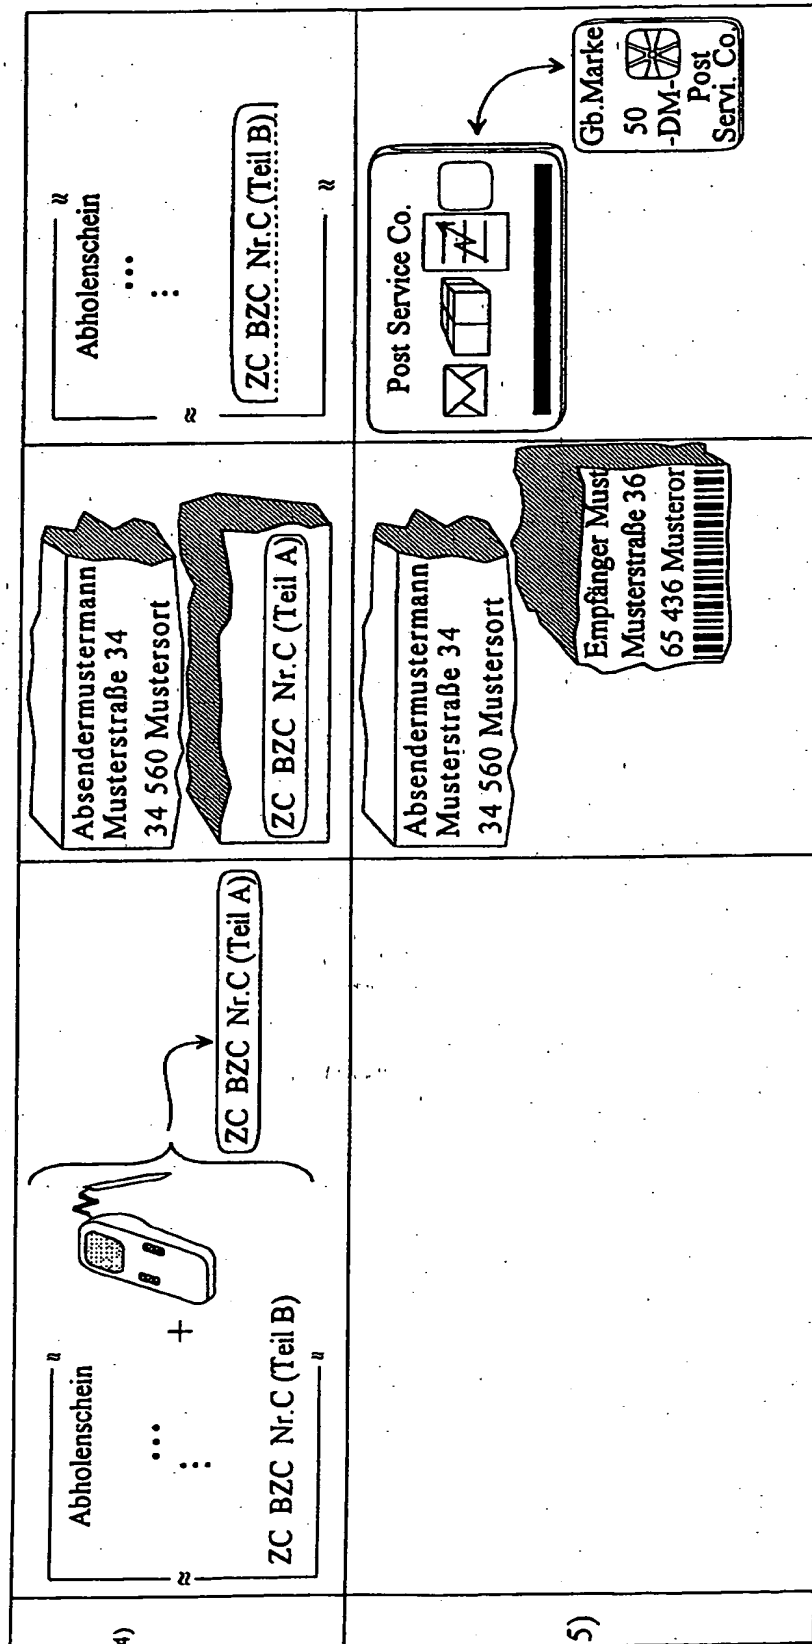 4)
Abholenschein
ZC BZC Nr.C (Teil B)
+
ZC BZC Nr.C (Teil A)
Absendermustermann
Musterstraße 34
34 560 Mustersort
ZC BZC Nr.C (Teil A)
Abholenschein
ZC BZC Nr.C (Teil B)
5)
Absendermustermann
Musterstraße 34
34 560 Mustersort
Empfänger Must
Musterstraße 36
65 436 Musteror
Post Service Co.
Gb.Marke
50
-DM-
Post
Servi. Co.